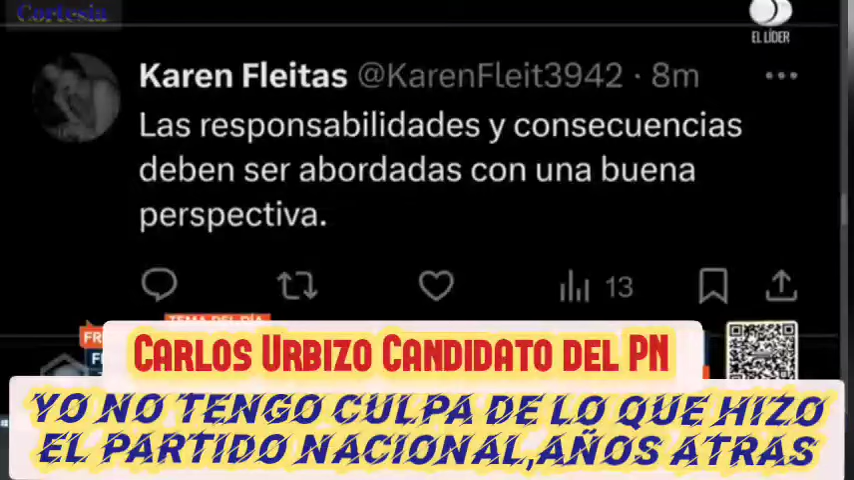 Cortesia
EL LÍDER
Karen Fleitas @KarenFleit3942 · 8m
Las responsabilidades y consecuencias
deben ser abordadas con una buena
perspectiva.
13
TEMA DEL DÍA
FR
F
CARLOS URBIZO CANDIDATO DEL PN
YO NO TENGO CULPA DE LO QUE HIZO
EL PARTIDO NACIONAL,AÑOS ATRAS